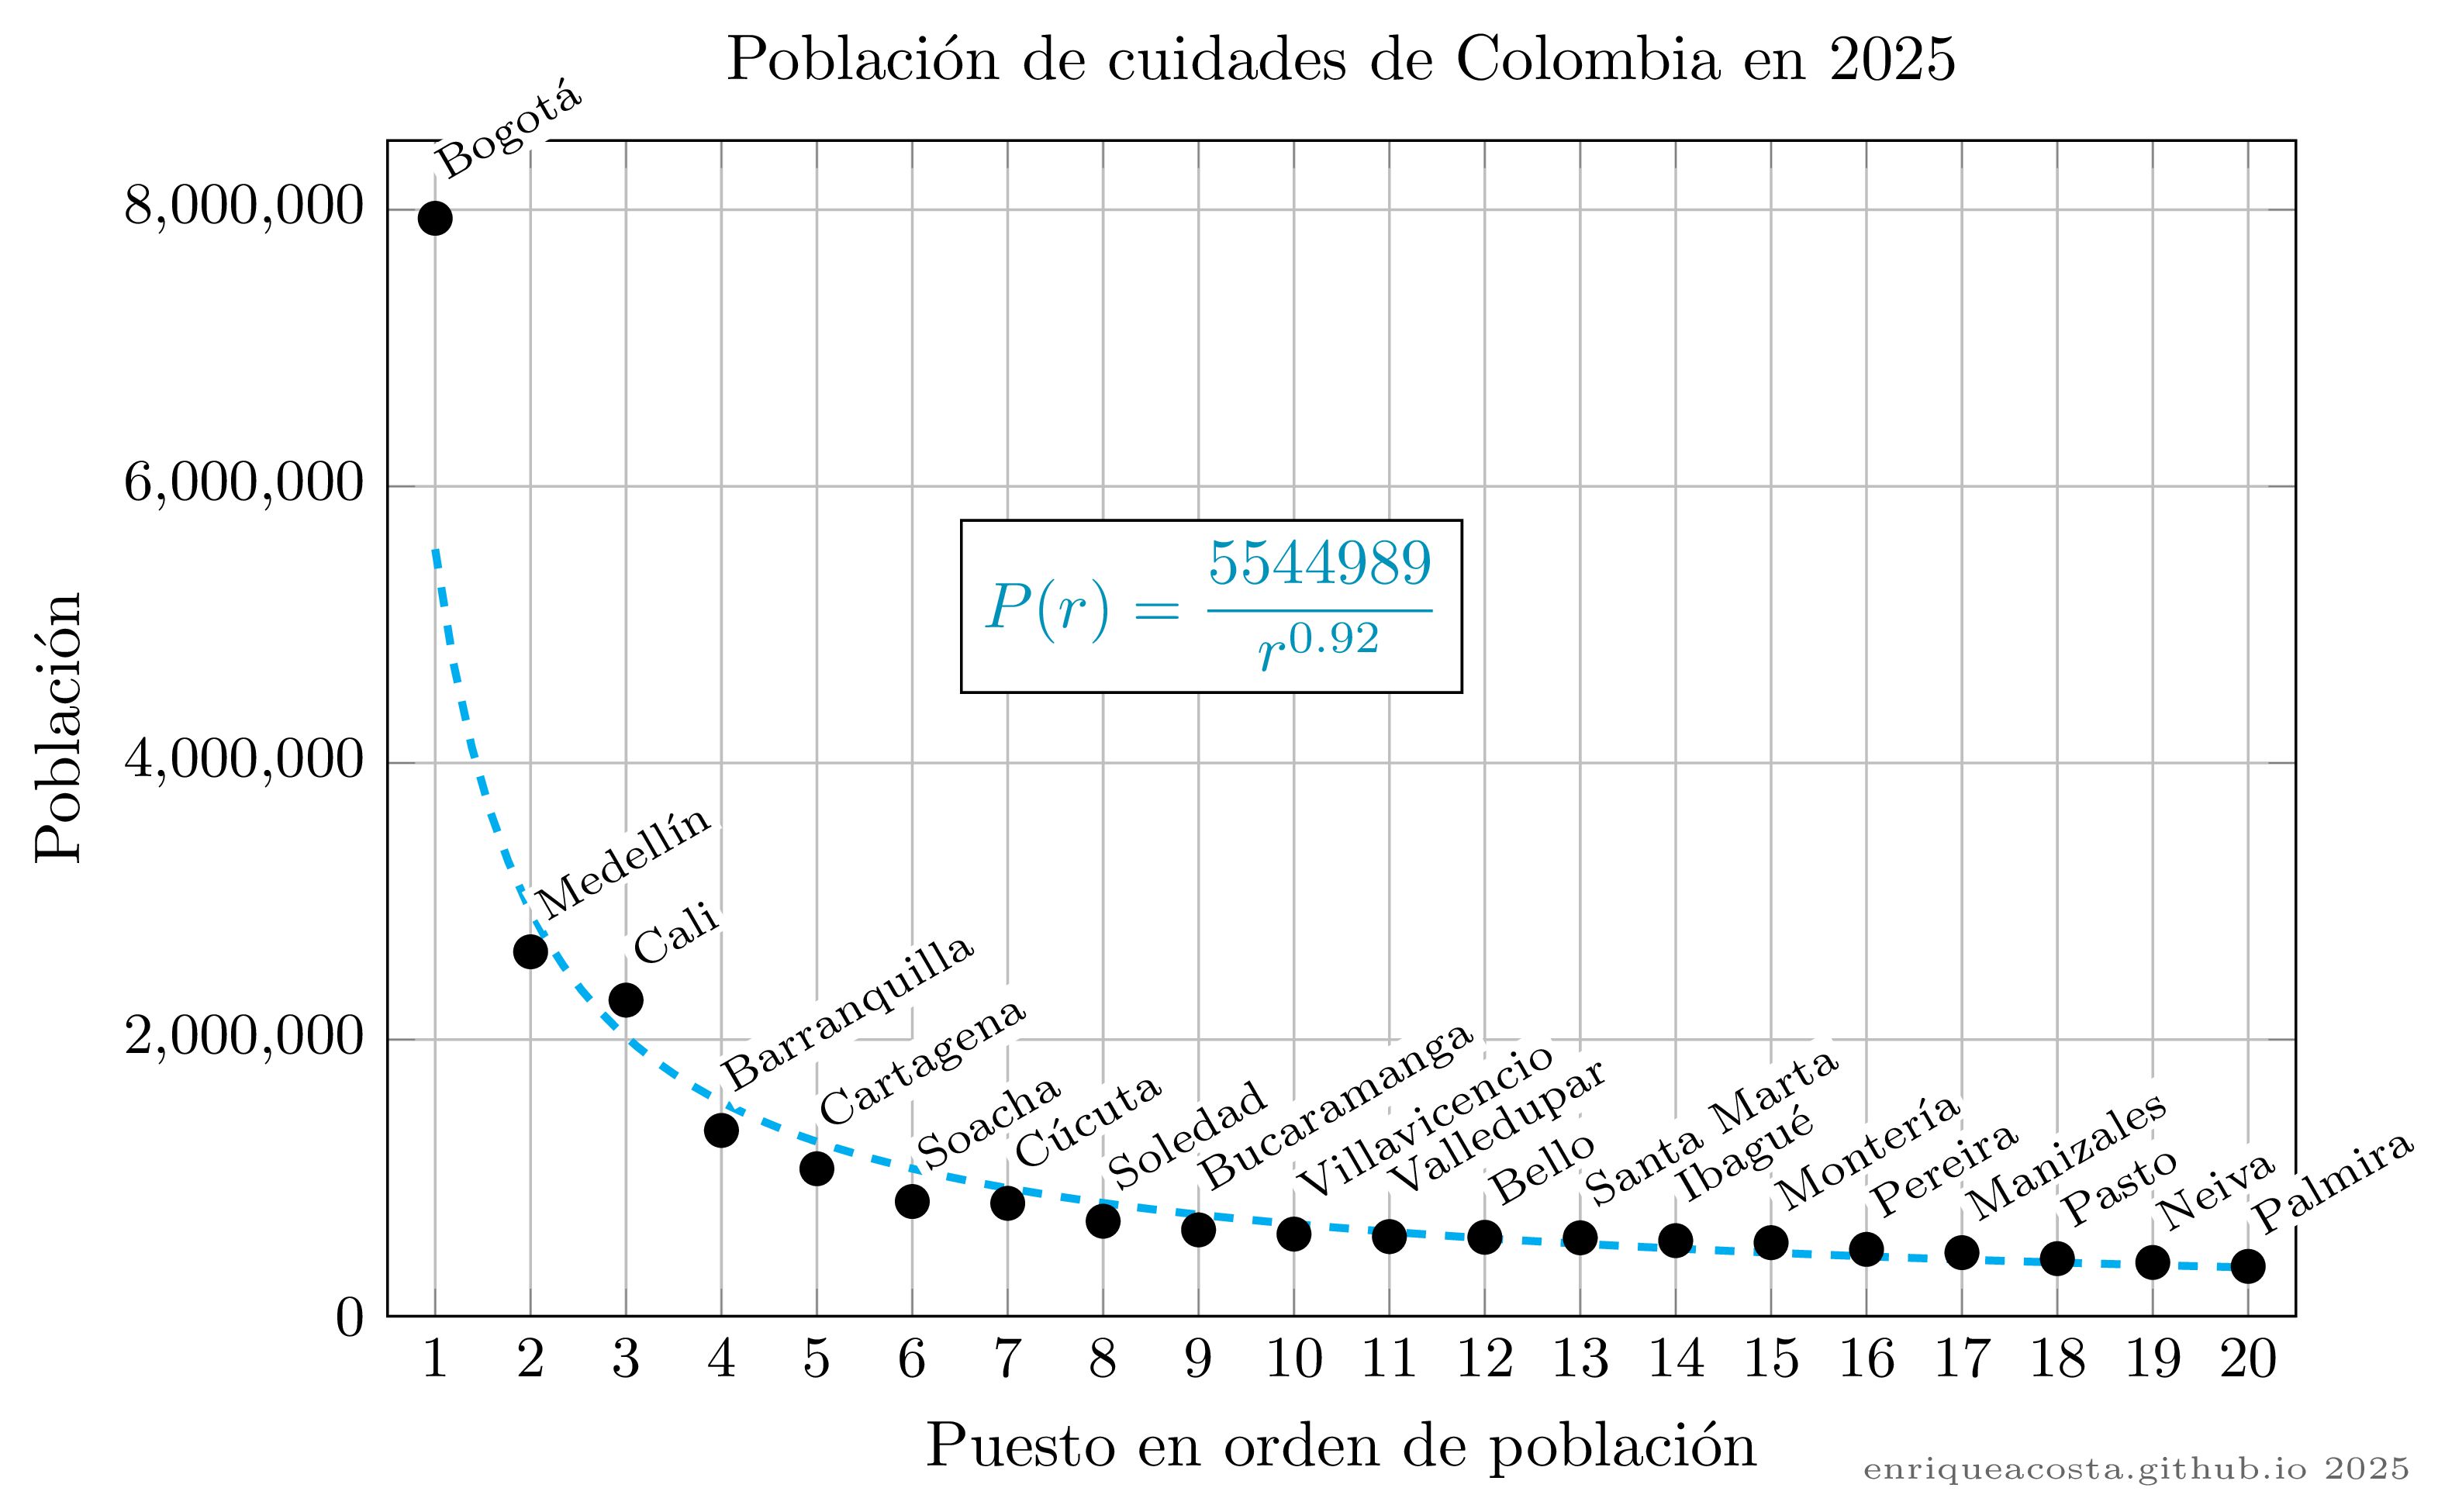 Población de cuidades de Colombia en 2025
Bogotá
8,000,000
6,000,000
P(r) = 5544989 / r^0.92
4,000,000
Población
Medellín
Cali
Barranquilla
2,000,000
Cartagena
Soacha
Cúcuta
Soledad
Bucaramanga
Villavicencio
Valledupar
Bello
Santa Marta
Ibagué
Montería
Pereira
Manizales
Pasto
Neiva
Palmira
0
1 2 3 4 5 6 7 8 9 10 11 12 13 14 15 16 17 18 19 20
Puesto en orden de población
enriqueacosta.github.io 2025